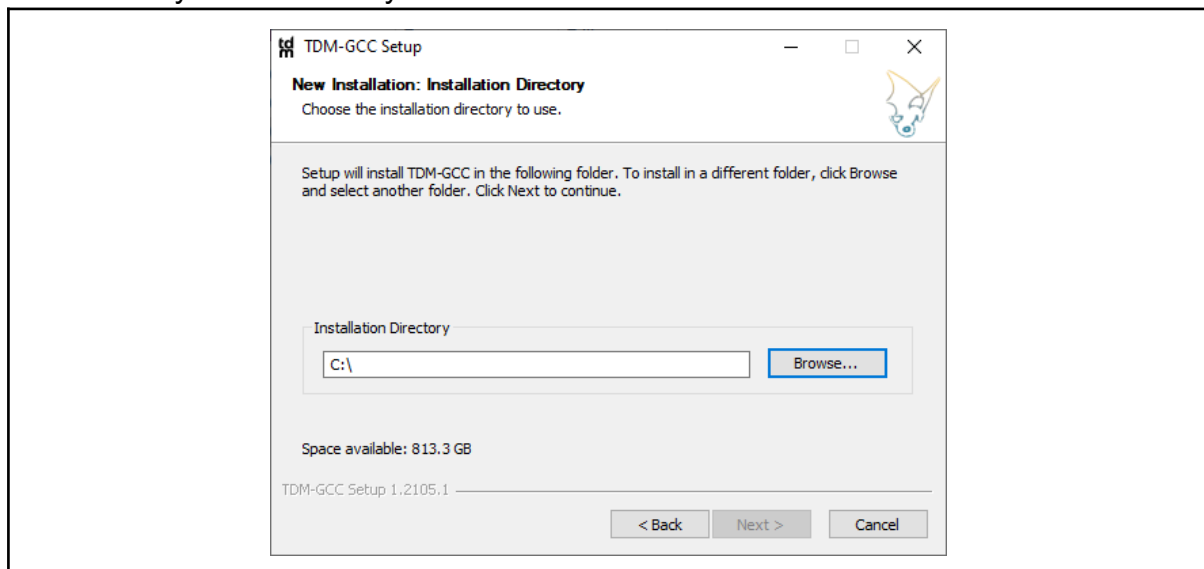 TDM-GCC Setup
New Installation: Installation Directory
Choose the installation directory to use.
Setup will install TDM-GCC in the following folder. To install in a different folder, click Browse
and select another folder. Click Next to continue.
Installation Directory
C:\
Browse...
Space available: 813.3 GB
TDM-GCC Setup 1.2105.1
< Back
Next >
Cancel